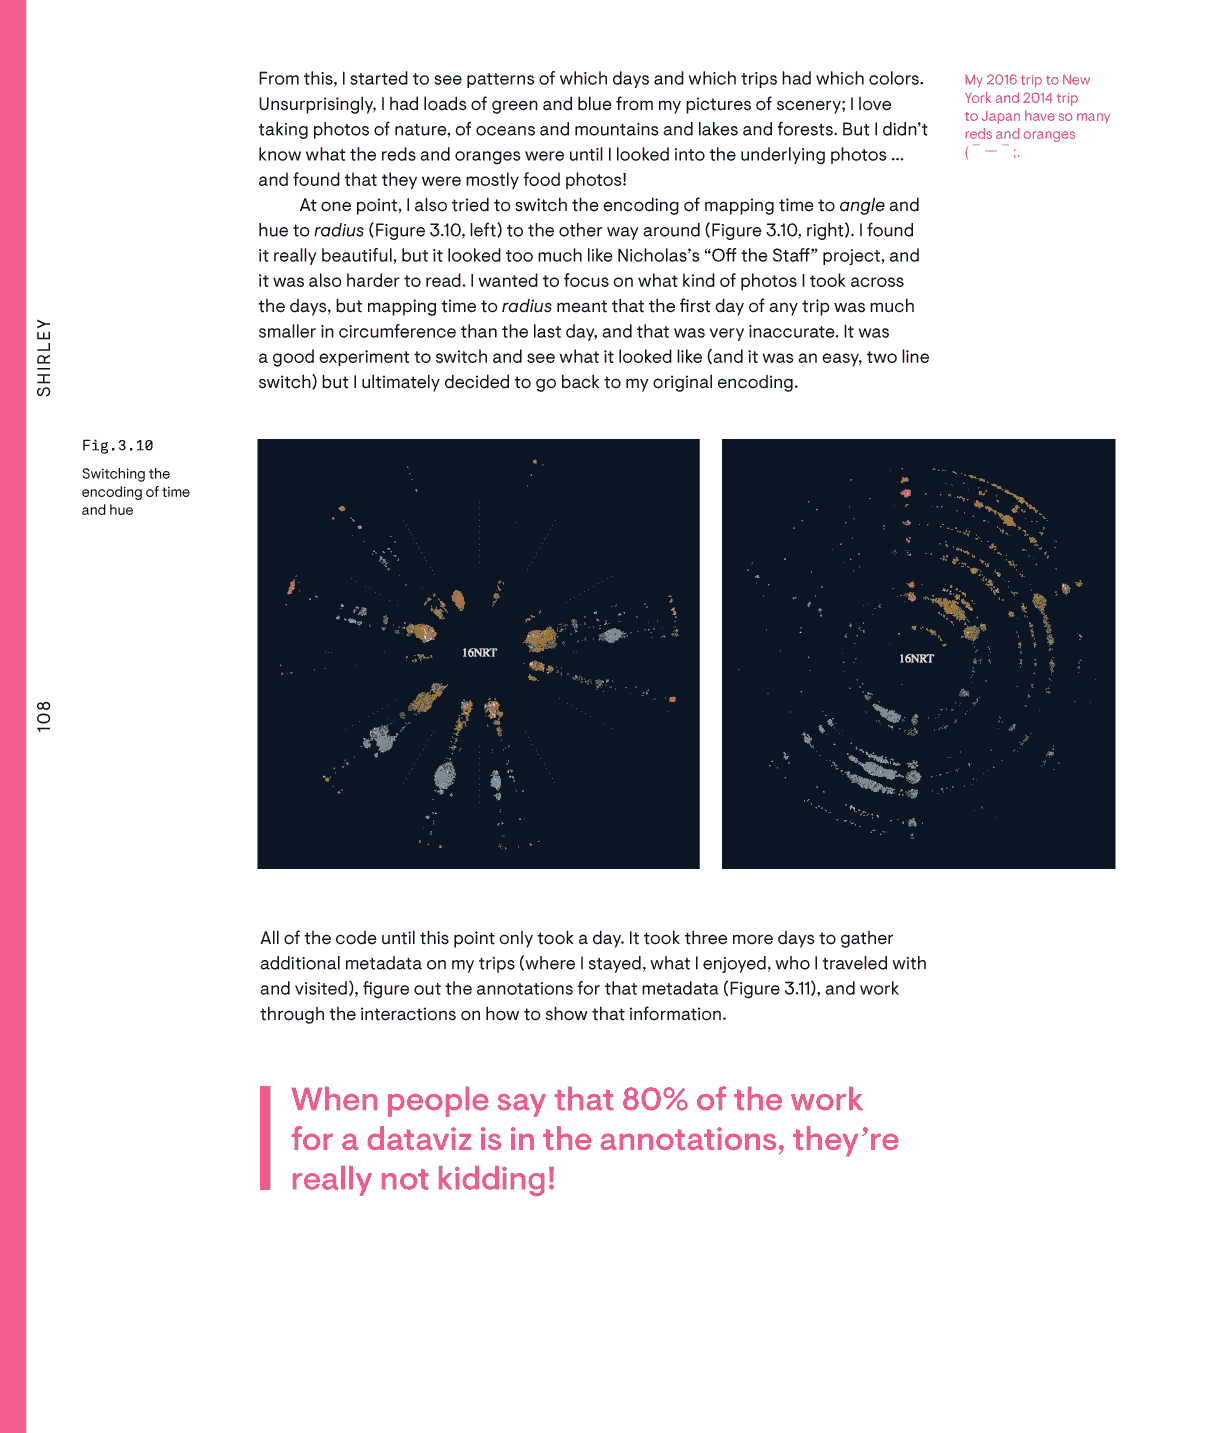 From this, I started to see patterns of which days and which trips had which colors.
Unsurprisingly, I had loads of green and blue from my pictures of scenery; I love
taking photos of nature, of oceans and mountains and lakes and forests. But I didn’t
know what the reds and oranges were until I looked into the underlying photos ...
and found that they were mostly food photos!
At one point, I also tried to switch the encoding of mapping time to angle and
hue to radius (Figure 3.10, left) to the other way around (Figure 3.10, right). I found
it really beautiful, but it looked too much like Nicholas’s “Off the Staff” project, and
it was also harder to read. I wanted to focus on what kind of photos I took across
the days, but mapping time to radius meant that the first day of any trip was much
smaller in circumference than the last day, and that was very inaccurate. It was
a good experiment to switch and see what it looked like (and it was an easy, two line
switch) but I ultimately decided to go back to my original encoding.
My 2016 trip to New
York and 2014 trip
to Japan have so many
reds and oranges
( ¯ — ¯ ;.
SHIRLEY
108
Fig.3.10
Switching the
encoding of time
and hue
16NRT
16NRT
All of the code until this point only took a day. It took three more days to gather
additional metadata on my trips (where I stayed, what I enjoyed, who I traveled with
and visited), figure out the annotations for that metadata (Figure 3.11), and work
through the interactions on how to show that information.
When people say that 80% of the work
for a dataviz is in the annotations, they’re
really not kidding!